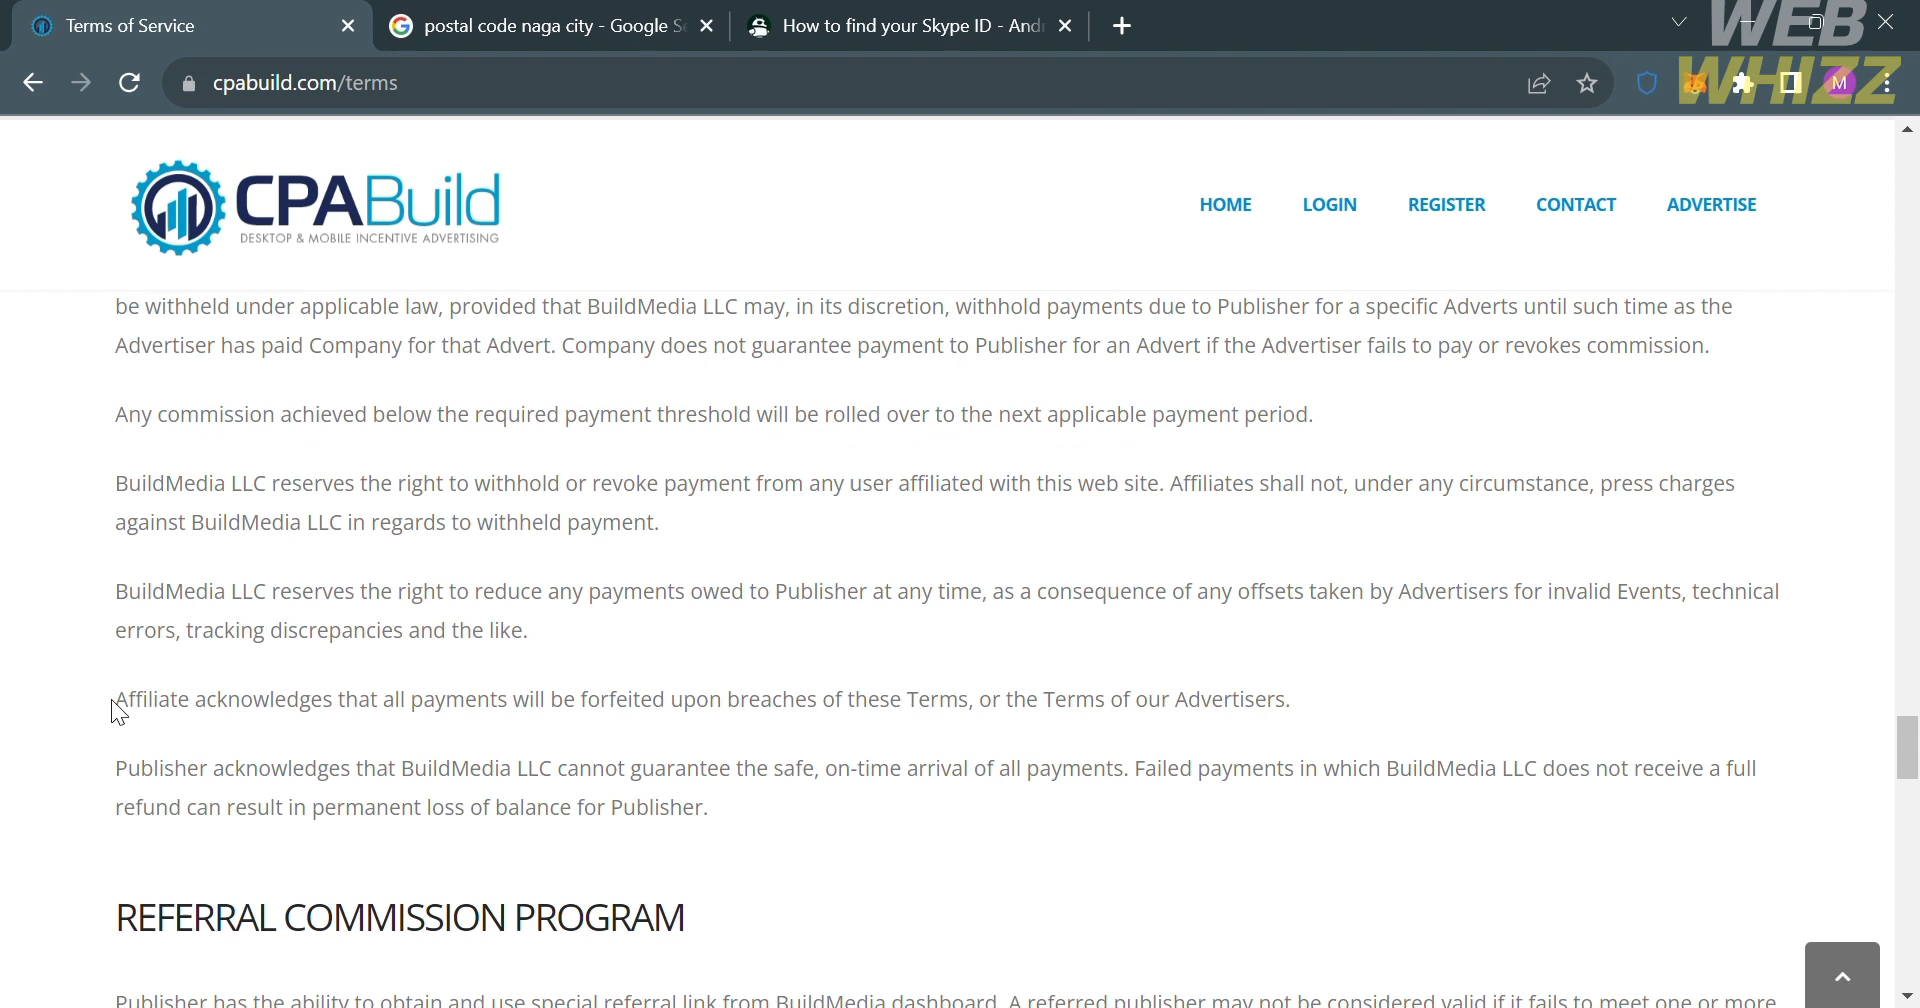 Terms of Service
postal code naga city - Google Se
How to find your Skype ID - Andr
WEB
WHIZZ
cpabuild.com/terms
M
CPABuild
DESKTOP & MOBILE INCENTIVE ADVERTISING
HOME LOGIN REGISTER CONTACT ADVERTISE
be withheld under applicable law, provided that BuildMedia LLC may, in its discretion, withhold payments due to Publisher for a specific Adverts until such time as the
Advertiser has paid Company for that Advert. Company does not guarantee payment to Publisher for an Advert if the Advertiser fails to pay or revokes commission.
Any commission achieved below the required payment threshold will be rolled over to the next applicable payment period.
BuildMedia LLC reserves the right to withhold or revoke payment from any user affiliated with this web site. Affiliates shall not, under any circumstance, press charges
against BuildMedia LLC in regards to withheld payment.
BuildMedia LLC reserves the right to reduce any payments owed to Publisher at any time, as a consequence of any offsets taken by Advertisers for invalid Events, technical
errors, tracking discrepancies and the like.
Affiliate acknowledges that all payments will be forfeited upon breaches of these Terms, or the Terms of our Advertisers.
Publisher acknowledges that BuildMedia LLC cannot guarantee the safe, on-time arrival of all payments. Failed payments in which BuildMedia LLC does not receive a full
refund can result in permanent loss of balance for Publisher.
REFERRAL COMMISSION PROGRAM
Publisher has the ability to obtain and use special referral link from BuildMedia dashboard. A referred publisher may not be considered valid if it fails to meet one or more